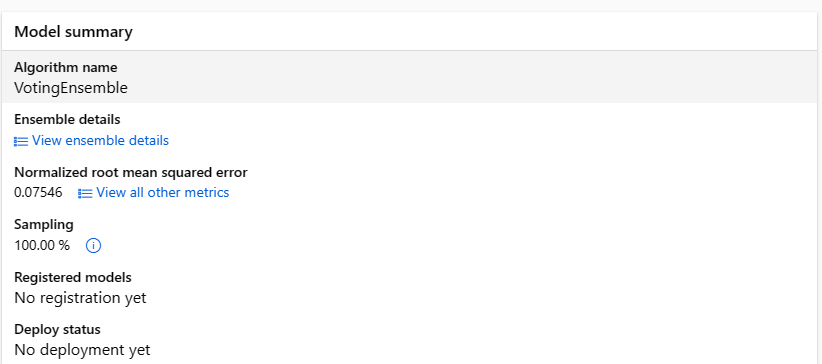 Model summary
Algorithm name
VotingEnsemble
Ensemble details
View ensemble details
Normalized root mean squared error
0.07546 View all other metrics
Sampling
100.00 %
Registered models
No registration yet
Deploy status
No deployment yet